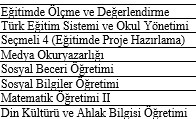 Eğitimde Ölçme ve Değerlendirme
Türk Eğitim Sistemi ve Okul Yönetimi
Seçmeli 4 (Eğitimde Proje Hazırlama)
Medya Okuryazarlığı
Sosyal Beceri Öğretimi
Sosyal Bilgiler Öğretimi
Matematik Öğretimi II
Din Kültürü ve Ahlak Bilgisi Öğretimi